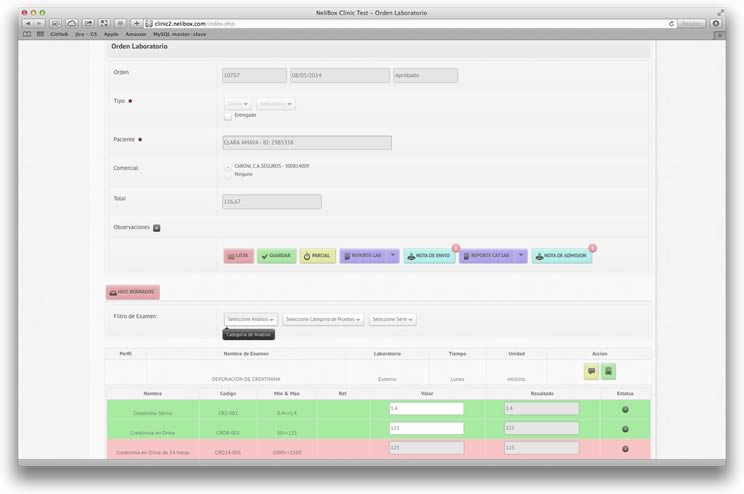 NeliBox Clinic Test - Orden Laboratorio
clinic2.nelibox.com/index.php
Reader
GitHub Jira - GS Apple Amazon MySQL master-slave
Orden Laboratorio
Orden 10707 08/05/2014 Aprobado
Tipo
Entregado
Paciente CLARA AMAYA - ID: 2983358
Comercial CARONI, C.A.SEGUROS - 300814009
Ninguno
Total 116,67
Observaciones
LISTA GUARDAR PARCIAL REPORTE LAB NOTA DE ENVIO REPORTE CAT LAB NOTA DE ADMISION
HIST. BORRADOS
Filtro de Examen: Seleccione Analisis Seleccione Categoria de Pruebas Seleccione Serie
Categoria de Analisis
Perfil Nombre de Examen Laboratorio Tiempo Unidad Accion
DEPURACION DE CREATININA Externo Lunes mUI/mL
Nombre Codigo Min & Max Ref. Valor Resultado Estatus
Creatinina Sérica CRS-001 0.4<>1.4 1.4 1.4
Creatinina en Orina CROR-001 30<>125 125 125
Creatinina en Orina de 24 horas CRO24-001 1000<>1500 125 125